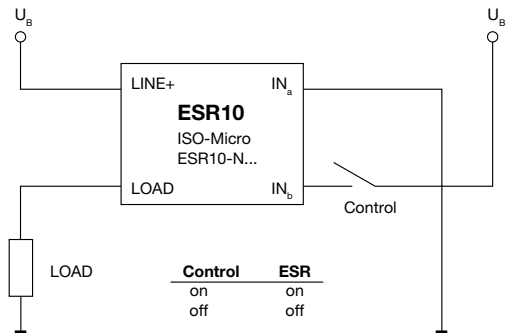 U_B U_B
LINE+ IN_a
ESR10
ISO-Micro
ESR10-N...
LOAD IN_b
Control
LOAD
Control ESR
on on
off off